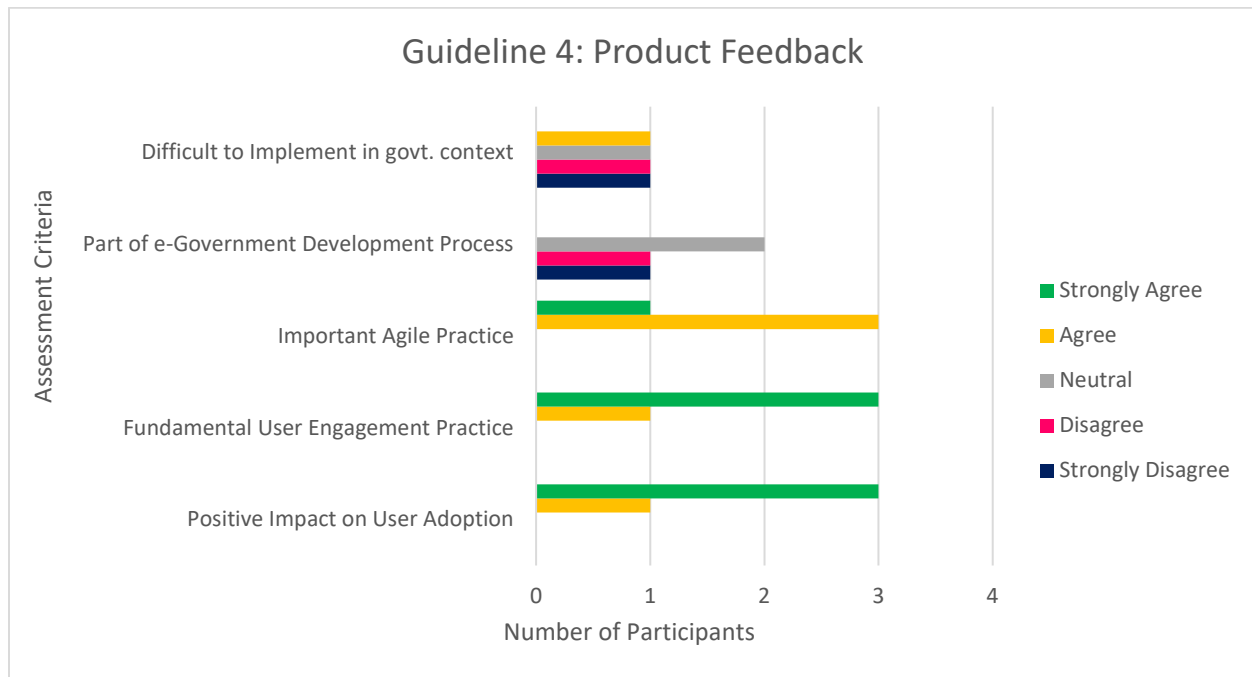 Guideline 4: Product Feedback
Assessment Criteria
Difficult to Implement in govt. context
Part of e-Government Development Process
Important Agile Practice
Fundamental User Engagement Practice
Positive Impact on User Adoption
0 1 2 3 4
Number of Participants
Strongly Agree
Agree
Neutral
Disagree
Strongly Disagree